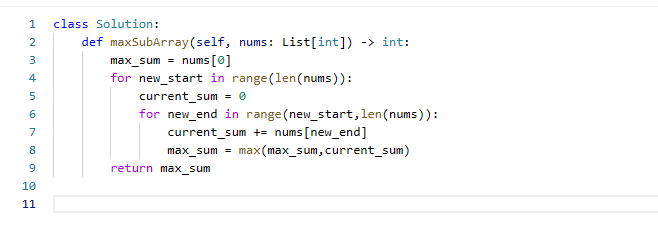 1 class Solution:
2     def maxSubArray(self, nums: List[int]) -> int:
3         max_sum = nums[0]
4         for new_start in range(len(nums)):
5             current_sum = 0
6             for new_end in range(new_start,len(nums)):
7                 current_sum += nums[new_end]
8                 max_sum = max(max_sum,current_sum)
9         return max_sum
10
11